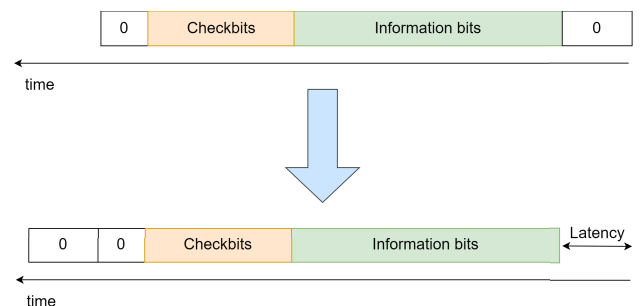 0 Checkbits Information bits 0
time
Latency
0 0 Checkbits Information bits
time